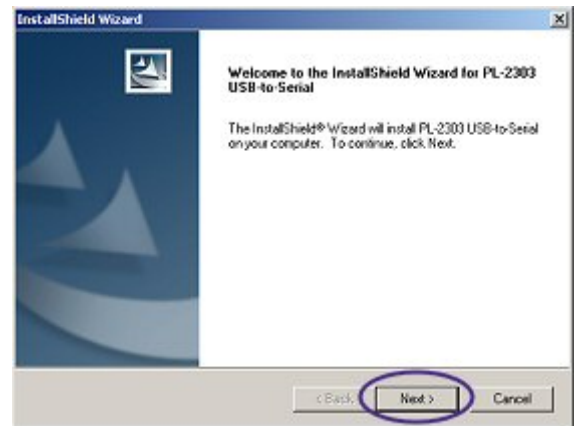 InstallShield Wizard
Welcome to the InstallShield Wizard for PL-2303
USB-to-Serial
The InstallShield® Wizard will install PL-2303 USB-to-Serial
on your computer. To continue, click Next.
< Back
Next >
Cancel